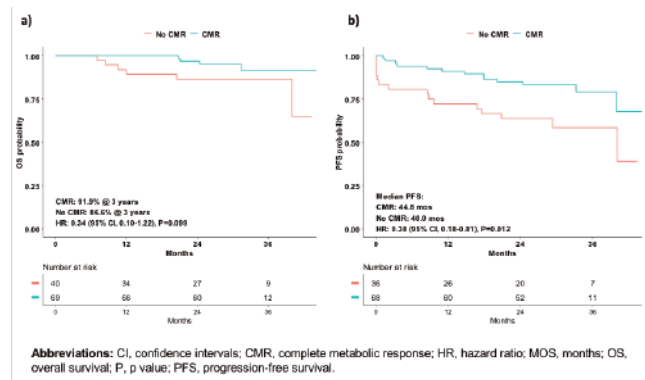 a)
b)
No CMR CMR
No CMR CMR
1.00
0.75
0.50
0.25
0.00
OS probability
CMR: 91.9% @ 3 years
No CMR: 86.6% @ 3 years
HR: 0.34 (95% CI, 0.10-1.22), P=0.099
0 12 24 36
Months
1.00
0.75
0.50
0.25
0.00
PFS probability
Median PFS:
CMR: 46.8 mos
No CMR: 40.0 mos
HR: 0.38 (95% CI, 0.18-0.81), P=0.012
0 12 24 36
Months
Number at risk
40 34 27 9
69 66 60 12
0 12 24 36
Months
Number at risk
36 26 20 7
68 60 52 11
0 12 24 36
Months
Abbreviations: CI, confidence intervals; CMR, complete metabolic response; HR, hazard ratio; MOS, months; OS,
overall survival; P, p value; PFS, progression-free survival.